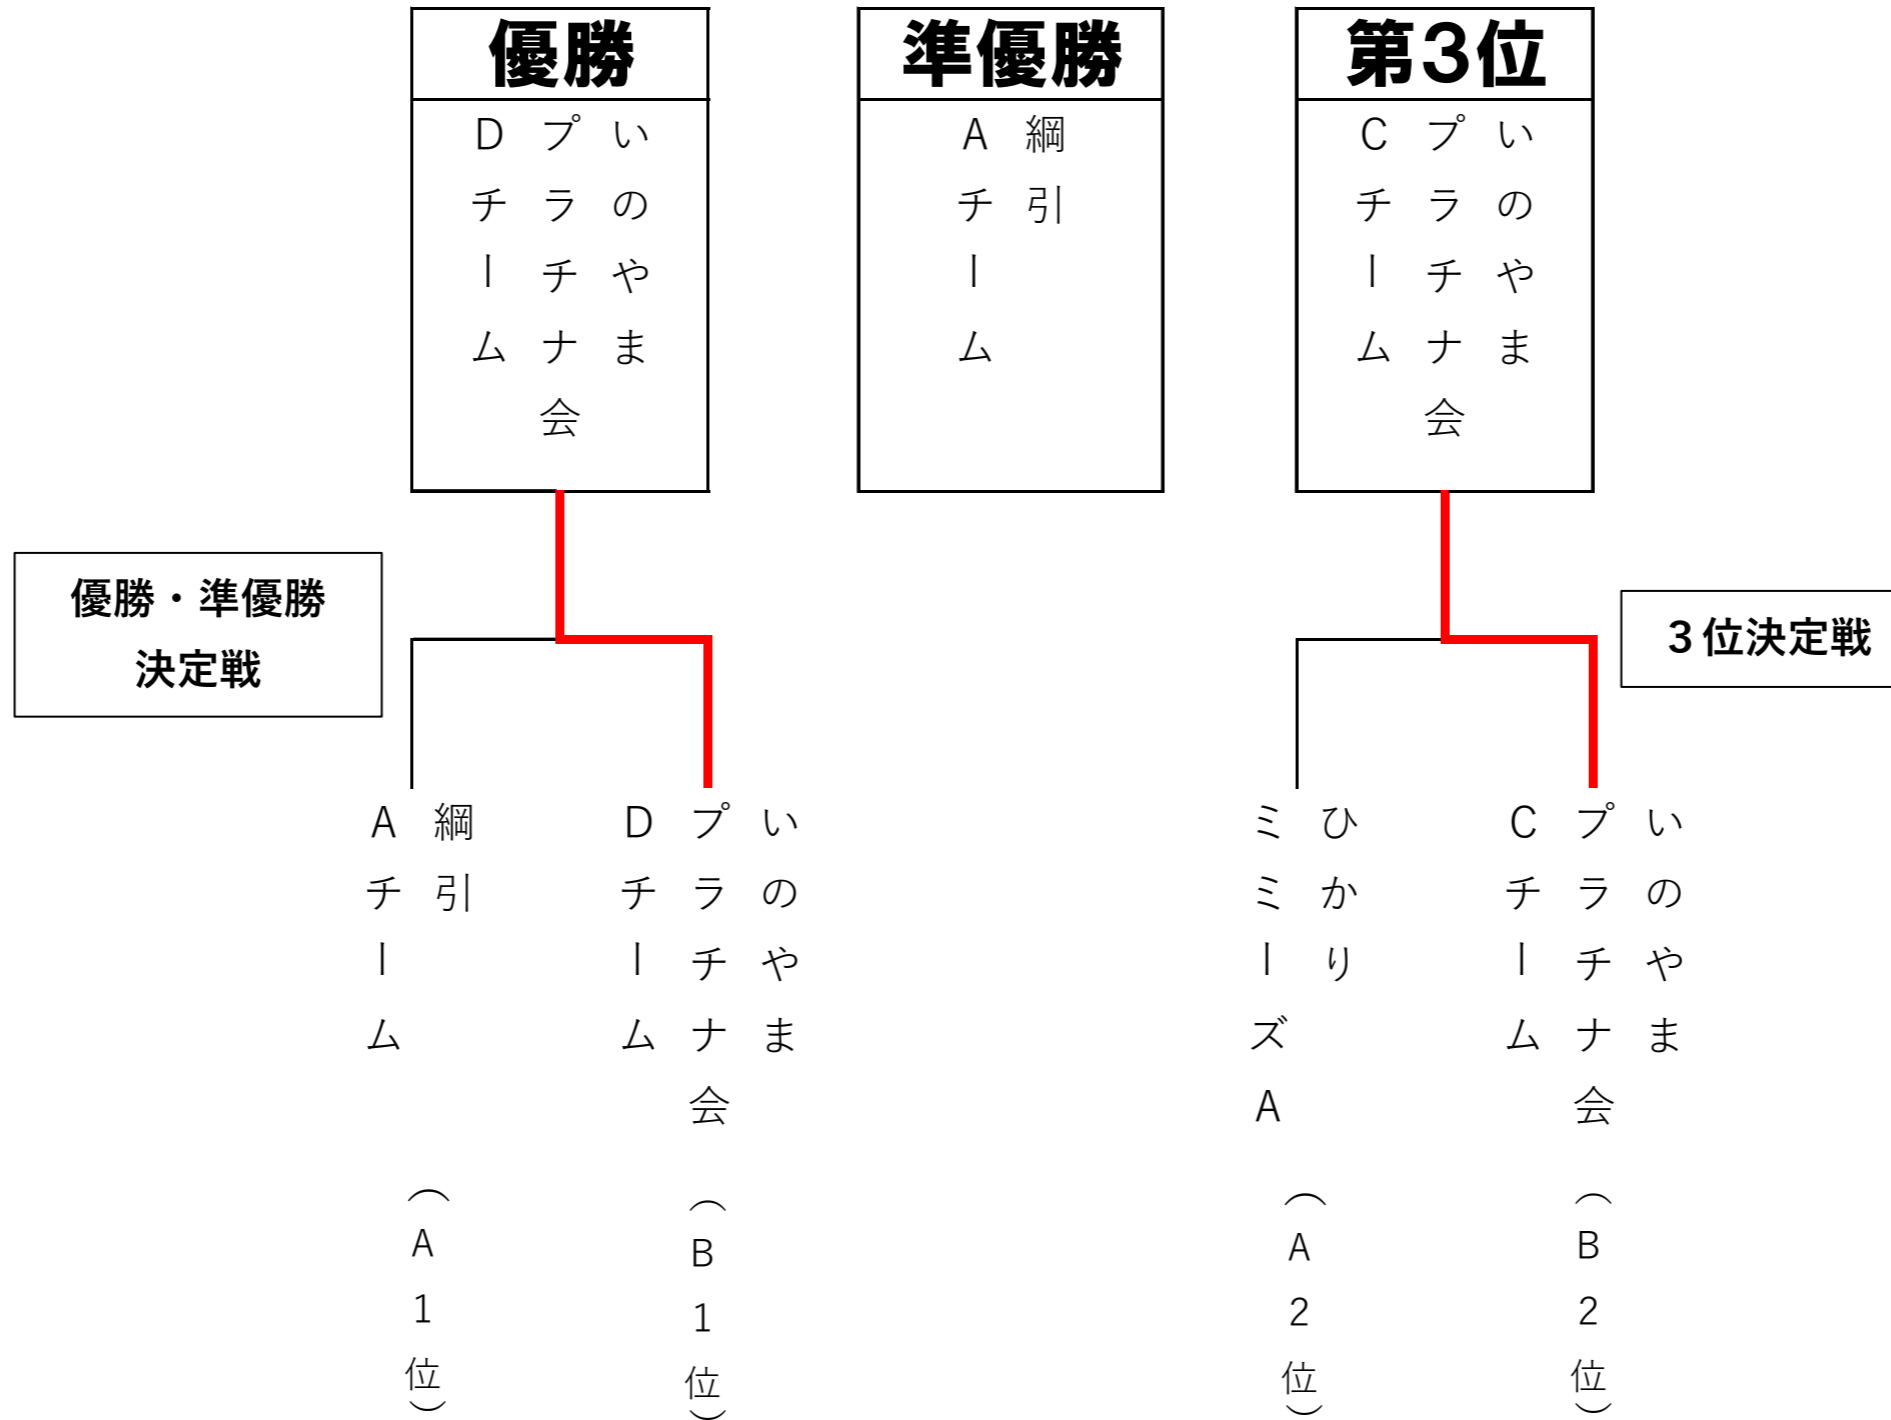 優勝
いのやま
プラチナ会
Dチーム
準優勝
綱引
Aチーム
第3位
いのやま
プラチナ会
Cチーム
優勝・準優勝
決定戦
３位決定戦
綱引
Aチーム
（A1位）
いのやま
プラチナ会
Dチーム
（B1位）
ひかり
ミミーズA
（A2位）
いのやま
プラチナ会
Cチーム
（B2位）